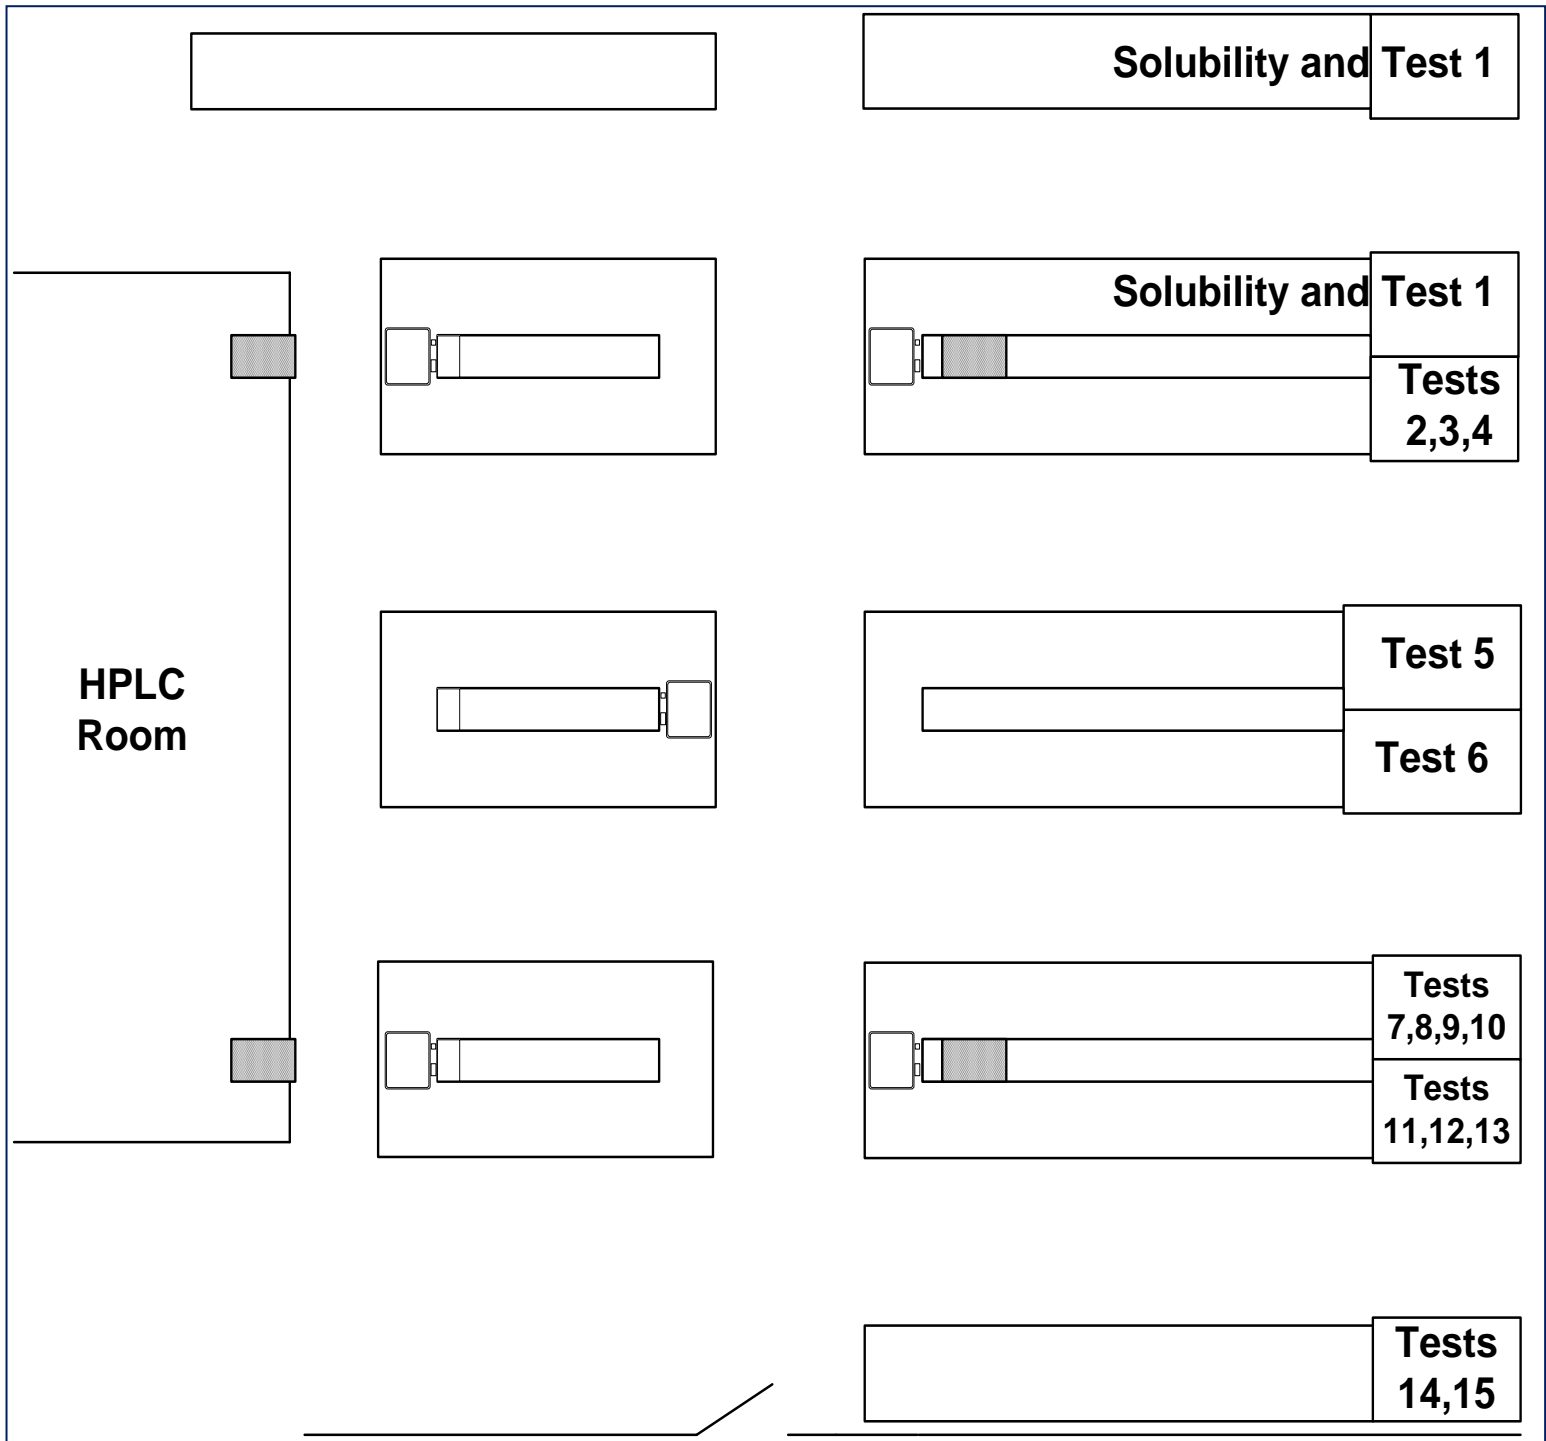 Solubility and Test 1
Solubility and Test 1
Tests
2,3,4
HPLC
Room
Test 5
Test 6
Tests
7,8,9,10
Tests
11,12,13
Tests
14,15